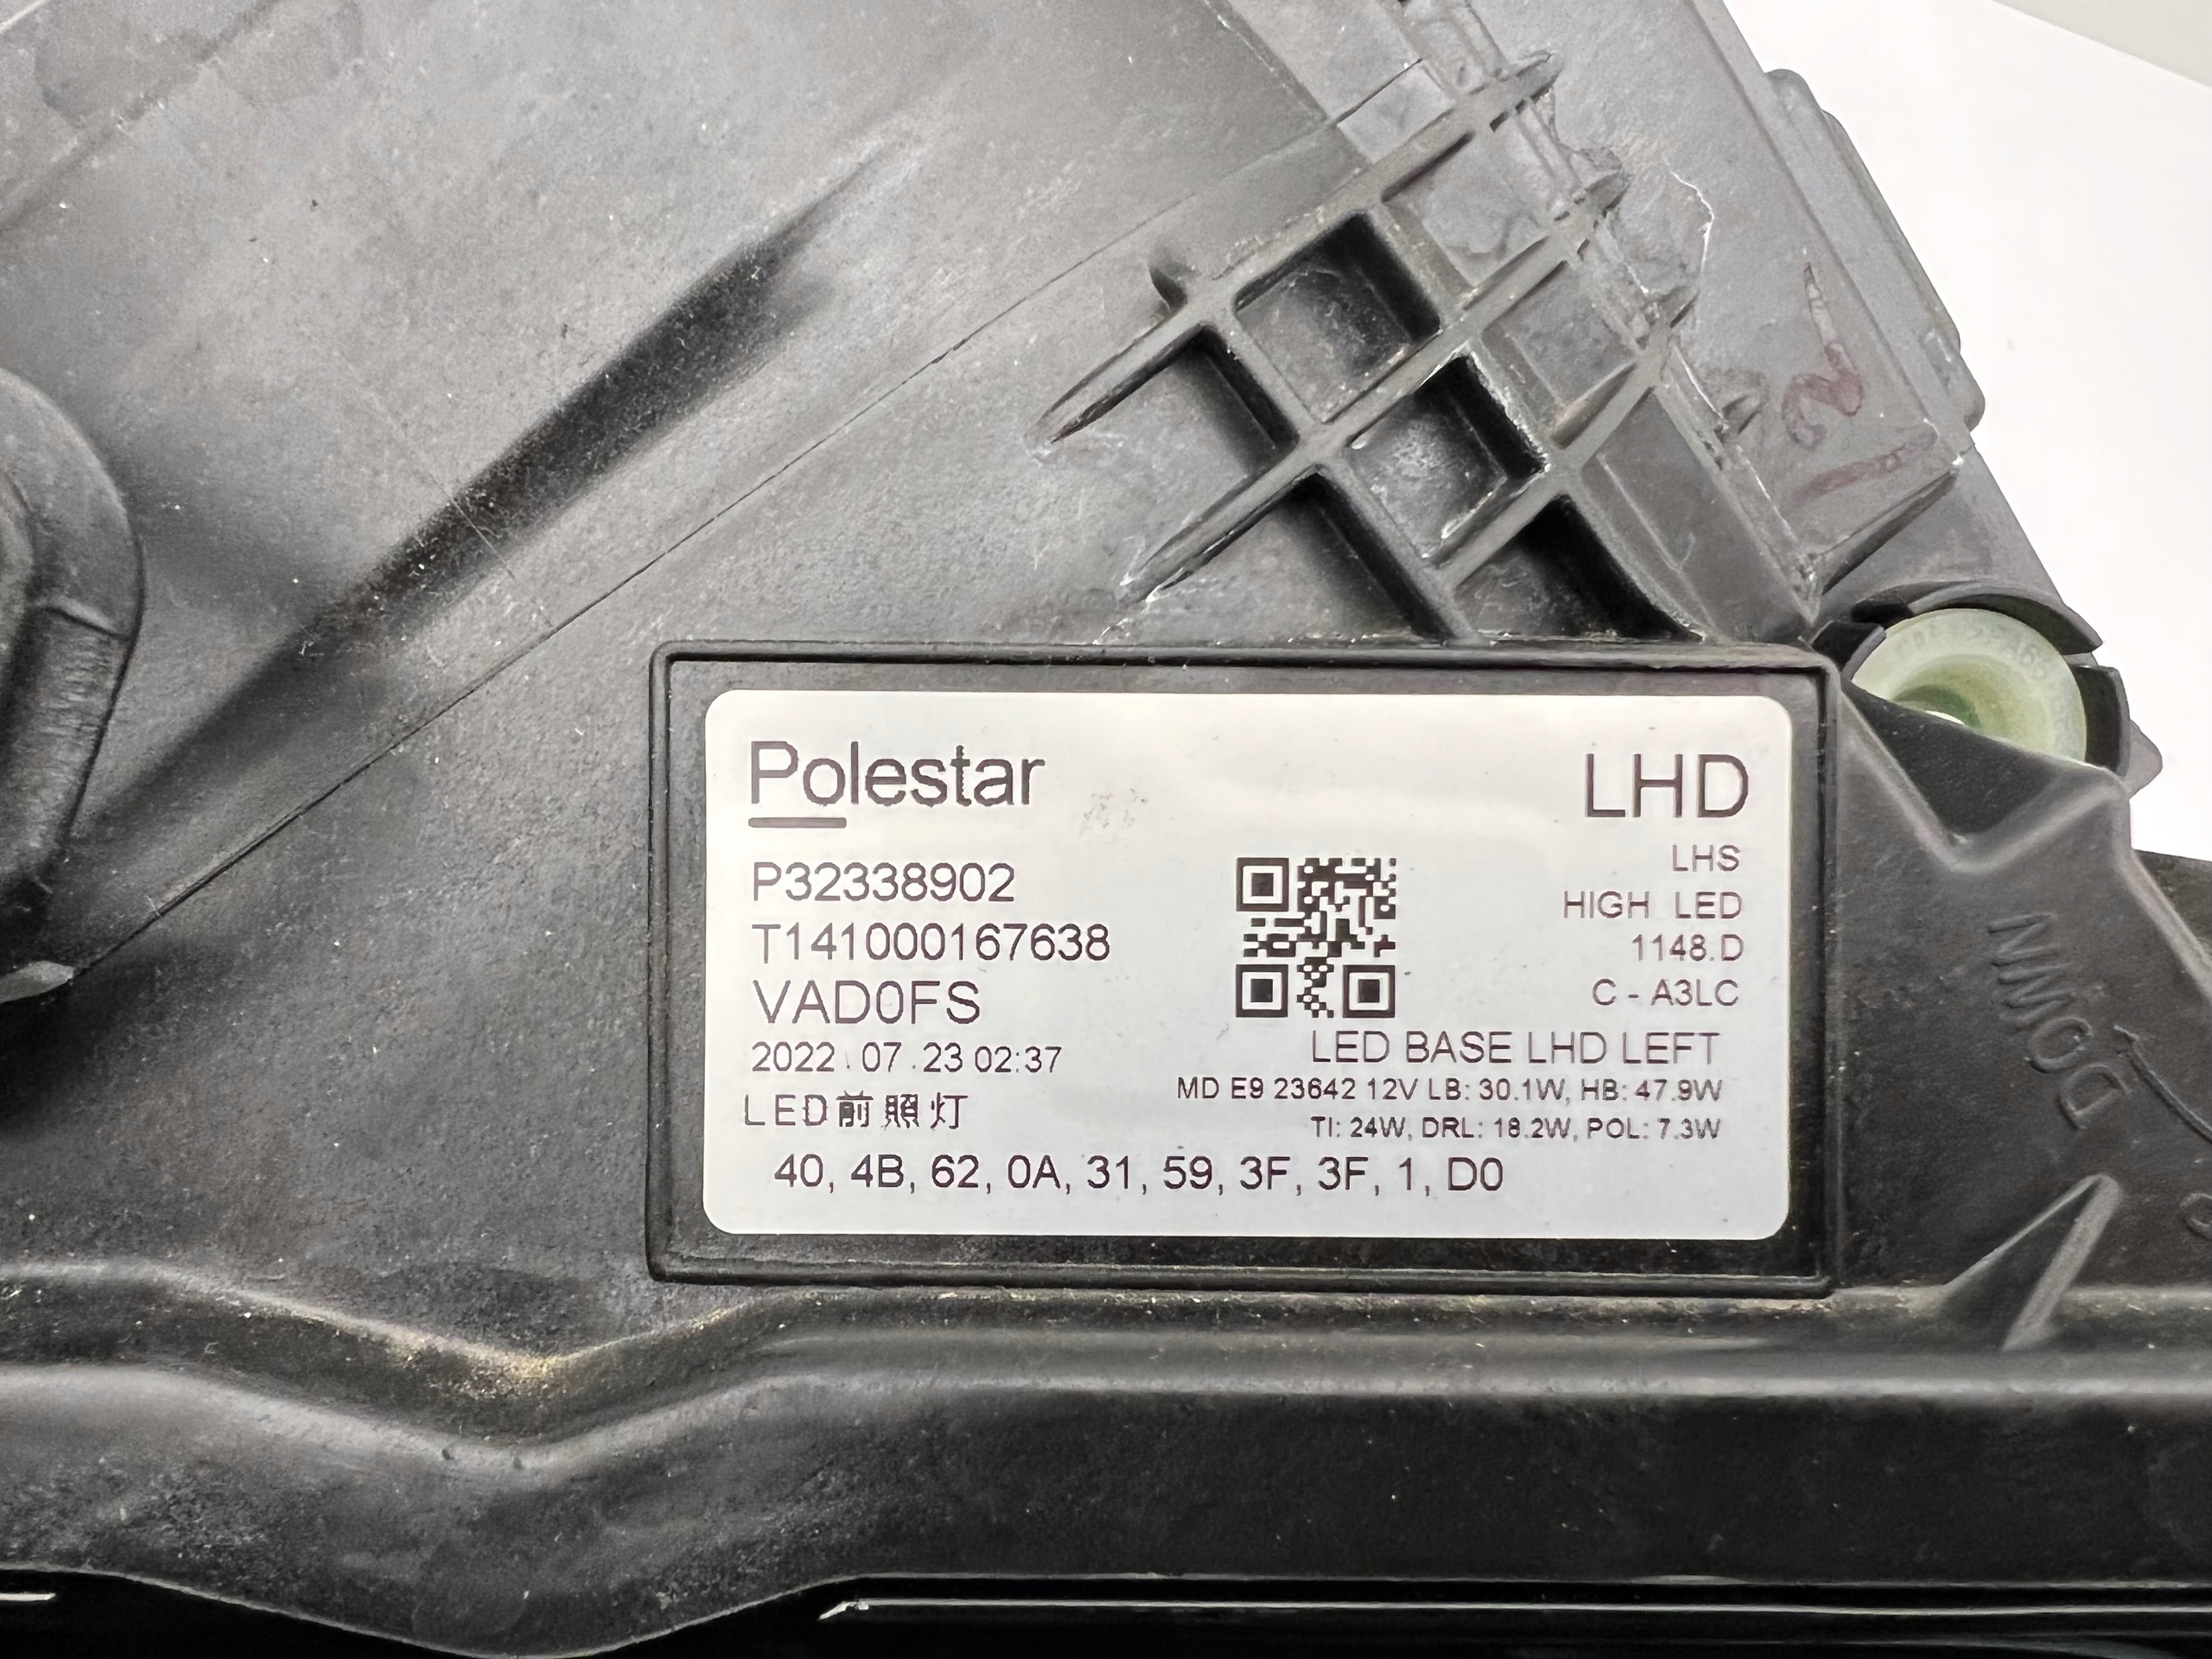 Polestar
LHD
P32338902
T141000167638
VAD0FS
2022.07.23 02:37
LED前照灯
LHS
HIGH LED
1148.D
C - A3LC
LED BASE LHD LEFT
MD E9 23642 12V LB: 30.1W, HB: 47.9W
TI: 24W, DRL: 18.2W, POL: 7.3W
40, 4B, 62, 0A, 31, 59, 3F, 3F, 1, D0
DOWN